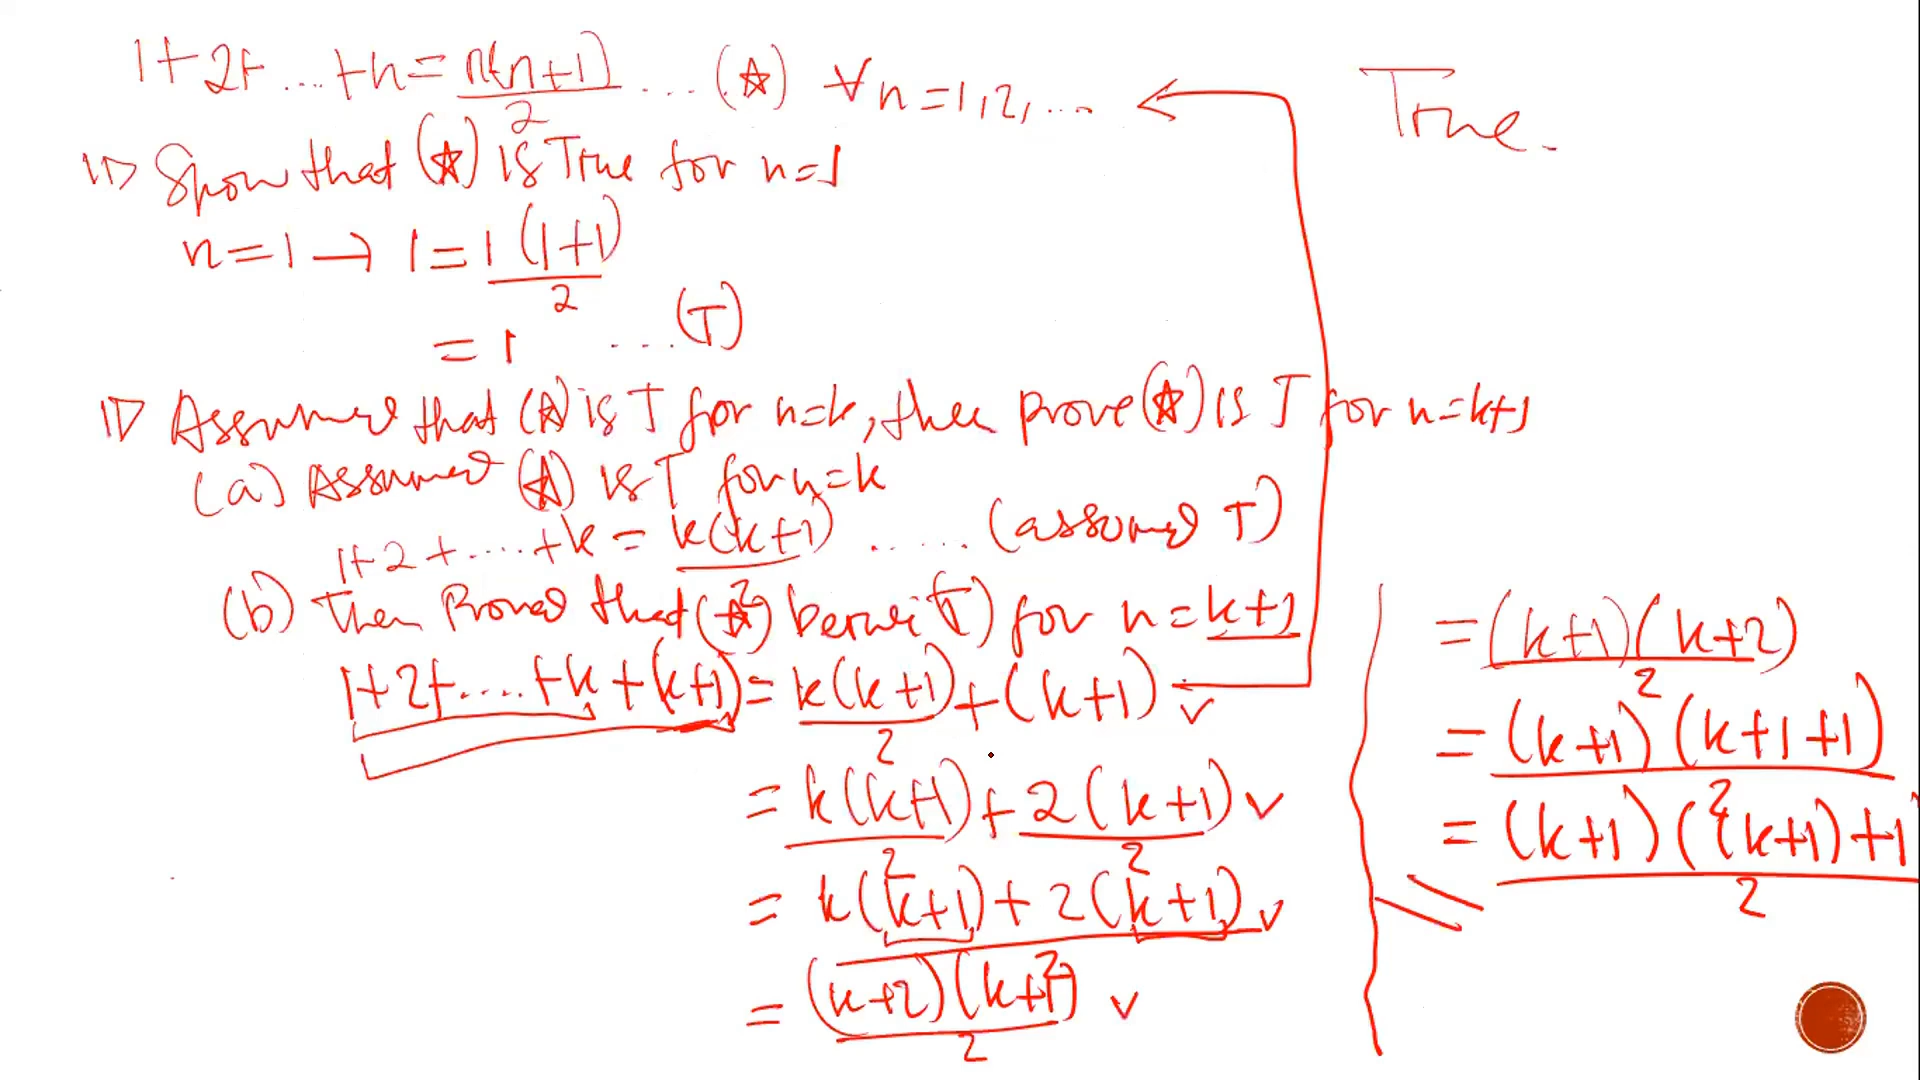 1+2+ ... +n = n(n+1)/2 .... (☆) ∀n=1,2,...
True.
1▷ Show that (☆) is True for n=1
n=1 → 1 = 1(1+1)/2
= 1 ... (T)
1▷ Assumed that (☆) is T for n=k, then prove (☆) is T for n=k+1
(a) Assumed (☆) is T for n=k
1+2+....+k = k(k+1)/2 ...... (assumed T)
(b) Then Proved that (☆) (T) for n=k+1
1+2+....+k+(k+1) = k(k+1)/2 + (k+1) v
= k(k+1)/2 + 2(k+1)/2 v
= k(k+1)+2(k+1)/2 v
= (k+2)(k+1)/2 v
= (k+1)(k+2)/2
= (k+1)(k+1+1)/2
= (k+1)((k+1)+1/2